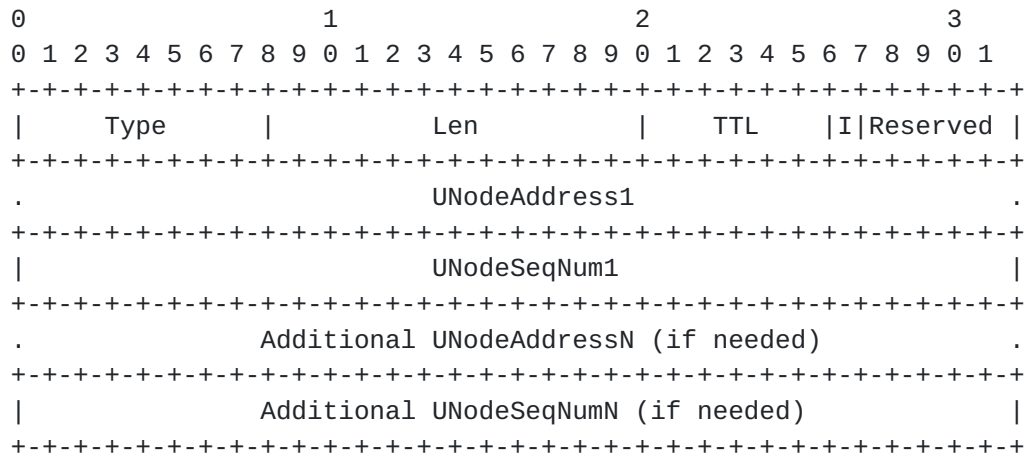 0                   1                   2                   3
0 1 2 3 4 5 6 7 8 9 0 1 2 3 4 5 6 7 8 9 0 1 2 3 4 5 6 7 8 9 0 1
+-+-+-+-+-+-+-+-+-+-+-+-+-+-+-+-+-+-+-+-+-+-+-+-+-+-+-+-+-+-+-+-+
|     Type      |          Len          |    TTL    |I|Reserved |
+-+-+-+-+-+-+-+-+-+-+-+-+-+-+-+-+-+-+-+-+-+-+-+-+-+-+-+-+-+-+-+-+
.                          UNodeAddress1                        .
+-+-+-+-+-+-+-+-+-+-+-+-+-+-+-+-+-+-+-+-+-+-+-+-+-+-+-+-+-+-+-+-+
|                          UNodeSeqNum1                         |
+-+-+-+-+-+-+-+-+-+-+-+-+-+-+-+-+-+-+-+-+-+-+-+-+-+-+-+-+-+-+-+-+
.               Additional UNodeAddressN (if needed)            .
+-+-+-+-+-+-+-+-+-+-+-+-+-+-+-+-+-+-+-+-+-+-+-+-+-+-+-+-+-+-+-+-+
|               Additional UNodeSeqNumN (if needed)             |
+-+-+-+-+-+-+-+-+-+-+-+-+-+-+-+-+-+-+-+-+-+-+-+-+-+-+-+-+-+-+-+-+